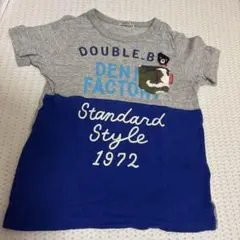 DOUBLE.B
DENI
FACTORY
Standard
Style
1972